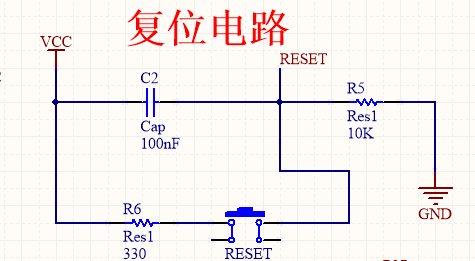 复位电路
VCC
RESET
C2
Cap
100nF
R5
Res1
10K
GND
R6
Res1
330
RESET